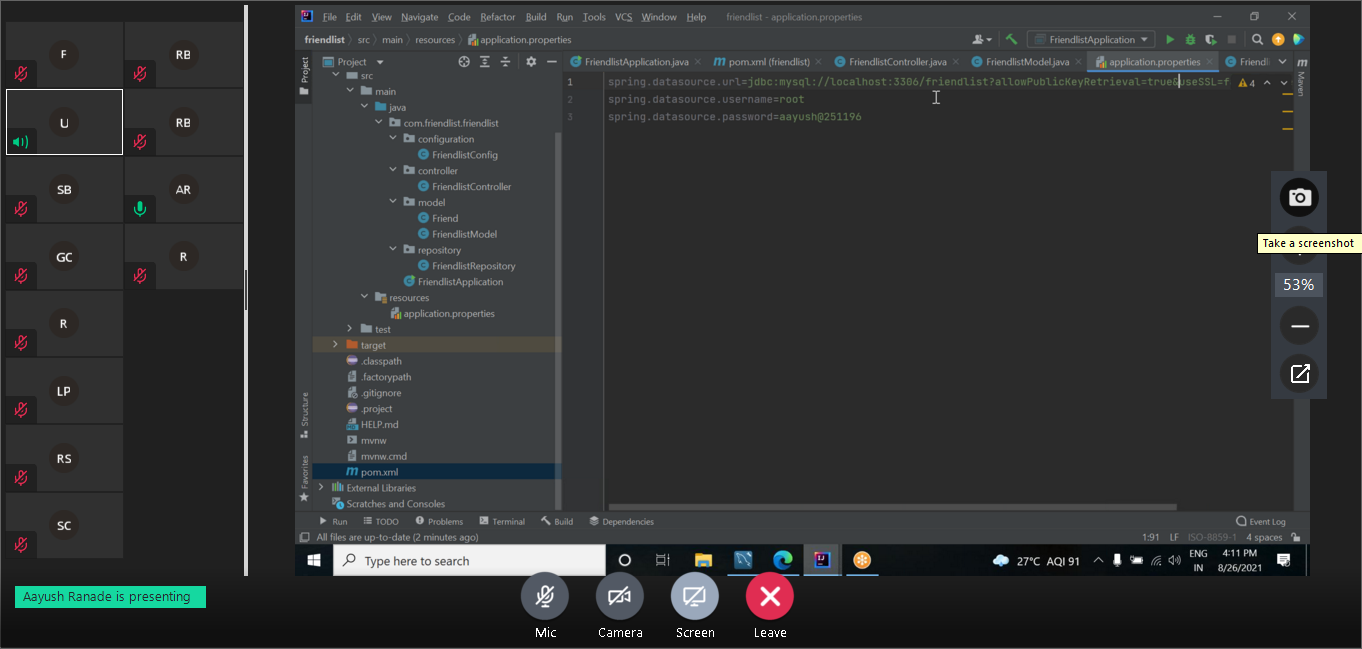 F
RB
U
RB
SB
AR
GC
R
R
LP
RS
SC
Aayush Ranade is presenting
File Edit View Navigate Code Refactor Build Run Tools VCS Window Help friendlist - application.properties
friendlist src main resources application.properties FriendlistApplication
Project FriendlistApplication.java pom.xml (friendlist) FriendlistController.java FriendlistModel.java application.properties Friendl
Project
Structure
Favorites
Maven
src
main
java
com.friendlist.friendlist
configuration
FriendlistConfig
controller
FriendlistController
model
Friend
FriendlistModel
repository
FriendlistRepository
FriendlistApplication
resources
application.properties
test
target
.classpath
.factorypath
.gitignore
.project
HELP.md
mvnw
mvnw.cmd
pom.xml
External Libraries
Scratches and Consoles
1 spring.datasource.url=jdbc:mysql://localhost:3306/friendlist?allowPublicKeyRetrieval=true&useSSL=f 4
2 spring.datasource.username=root
3 spring.datasource.password=aayush@251196
Run TODO Problems Terminal Build Dependencies Event Log
All files are up-to-date (2 minutes ago) 1:91 LF ISO-8859-1 4 spaces
Type here to search 27°C AQI 91 ENG IN 4:11 PM 8/26/2021
Take a screenshot
53%
Mic Camera Screen Leave